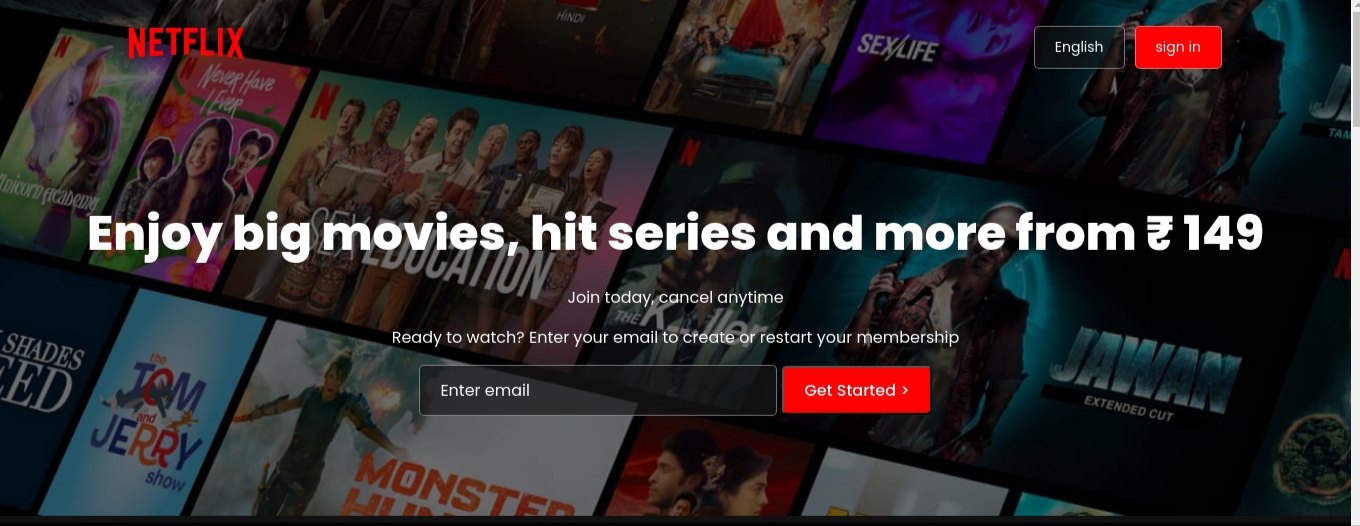 HINDI
NETFLIX
English
sign in
SEX/LIFE
Never Have
I Ever
Unicorn Academy
Enjoy big movies, hit series and more from ₹ 149
SEX EDUCATION
Join today, cancel anytime
THE Killer
Ready to watch? Enter your email to create or restart your membership
SHADES
Enter email
Get Started >
JAWAN
EXTENDED CUT
the
TOM
and
JERRY
show
MONSTER